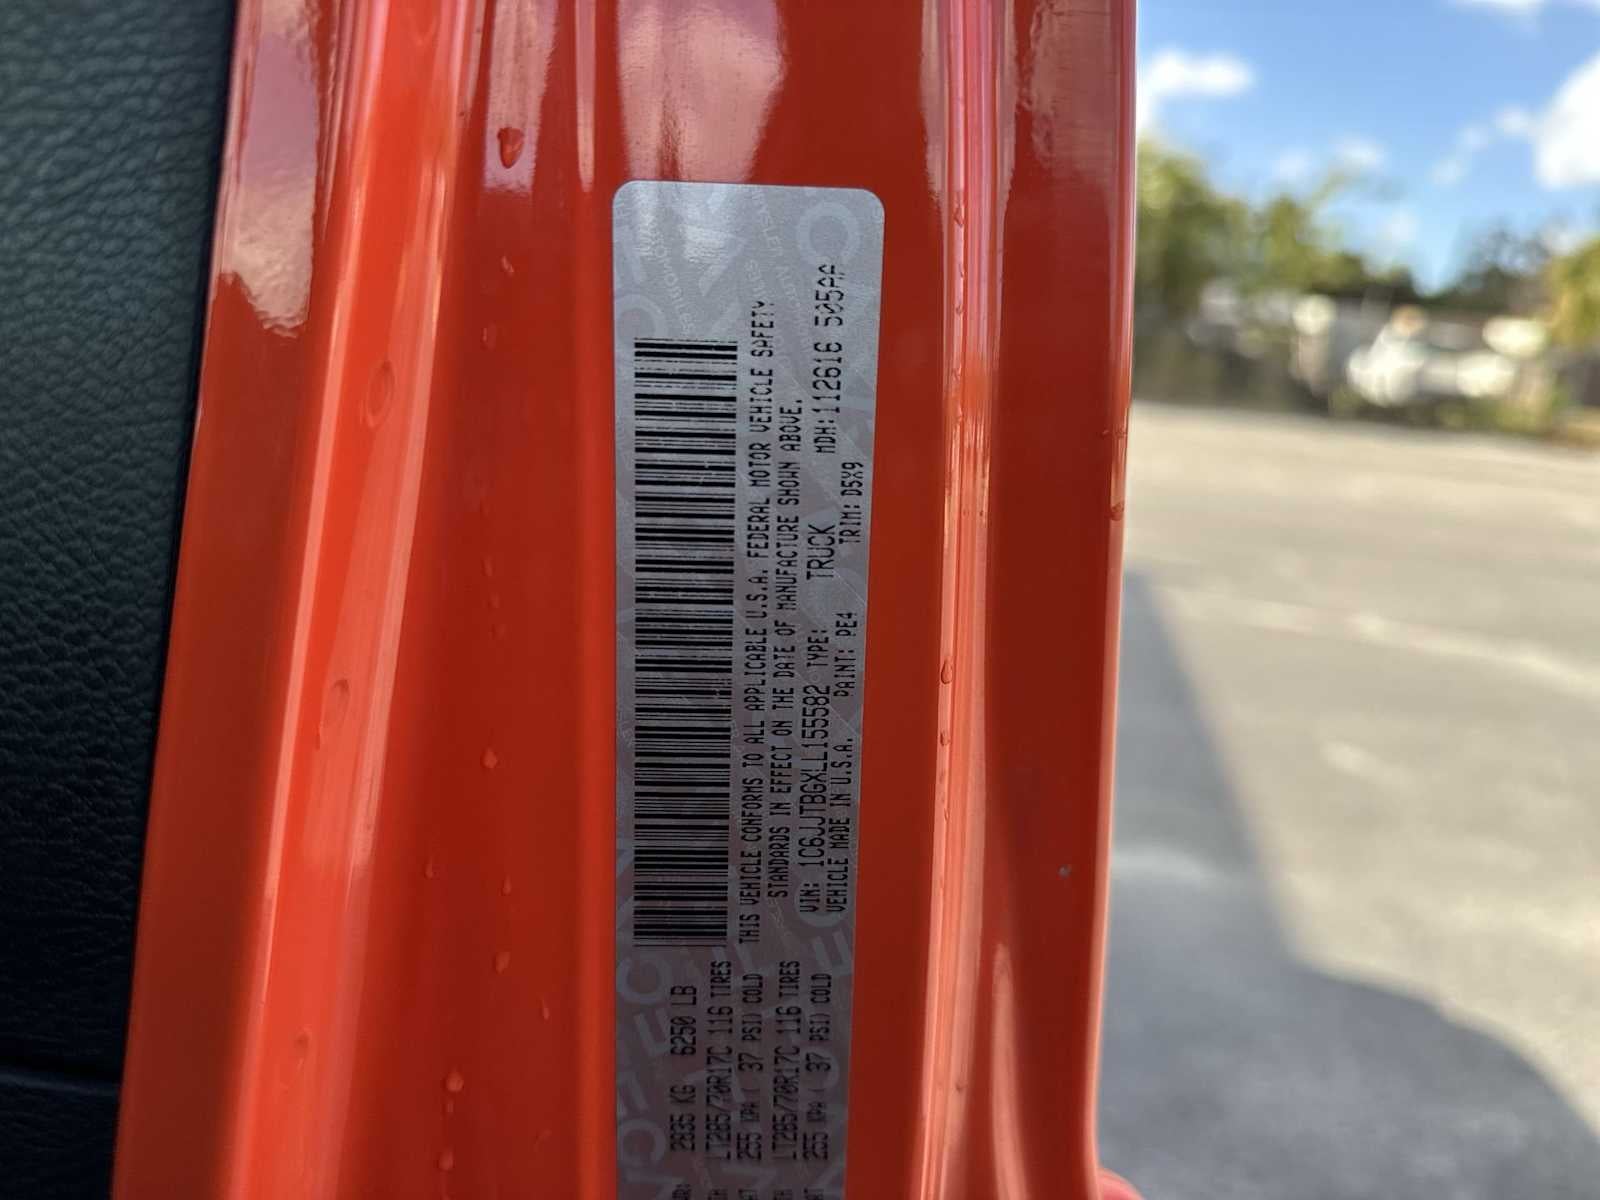 2835 KG 6250 LB
LT285/70R17C 116 TIRES
255 KPA ( 37 PSI) COLD
LT285/70R17C 116 TIRES
255 KPA ( 37 PSI) COLD
THIS VEHICLE CONFORMS TO ALL APPLICABLE U.S.A. FEDERAL MOTOR VEHICLE SAFETY
STANDARDS IN EFFECT ON THE DATE OF MANUFACTURE SHOWN ABOVE.
VIN: 1C6JJTBGXLL155582 TYPE: TRUCK MDH:112616 505AA
VEHICLE MADE IN U.S.A. PAINT: PE4 TRIM: D5X9